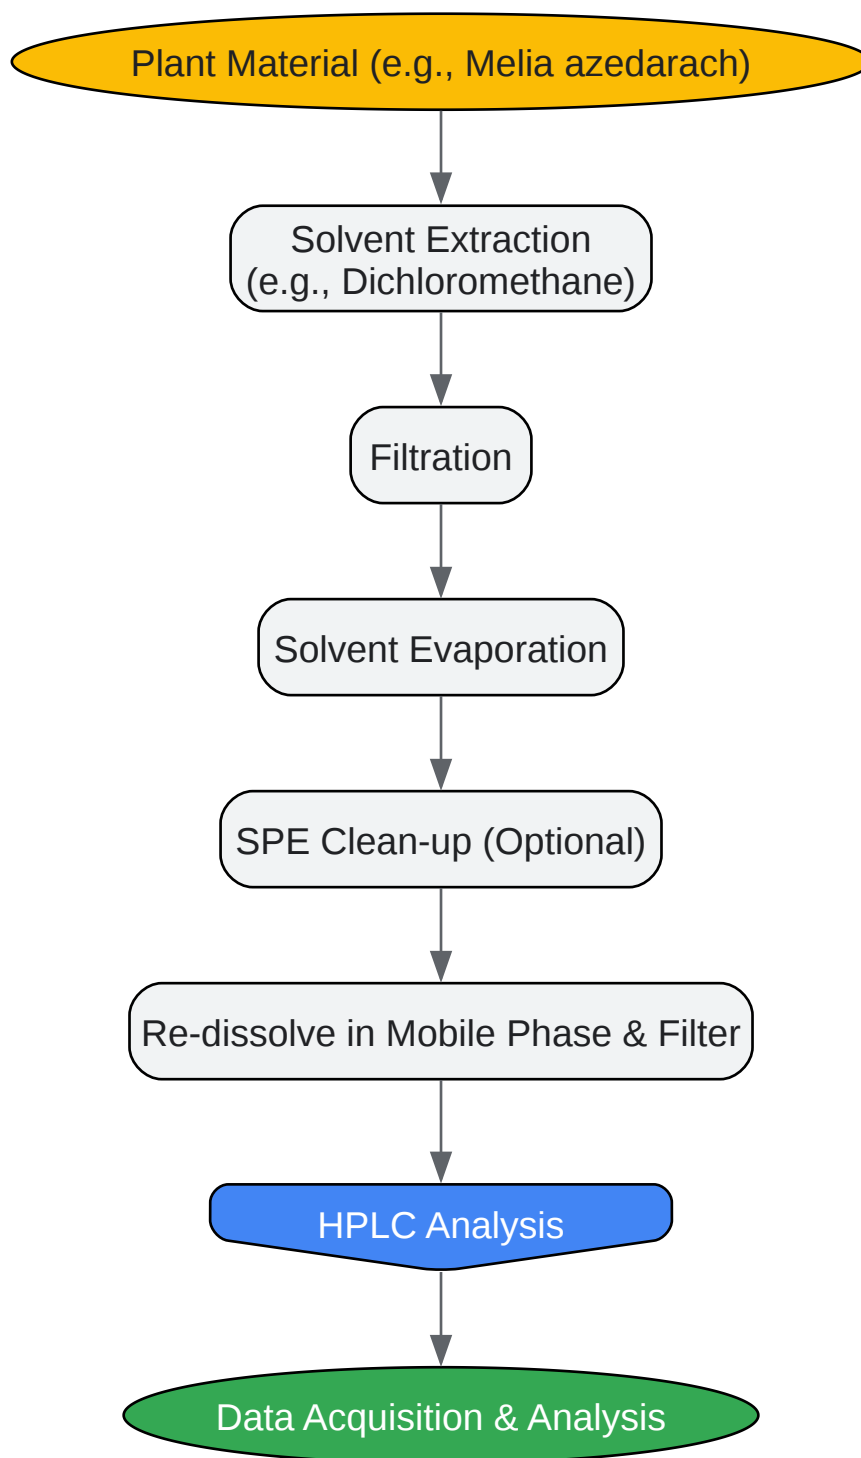 Plant Material (e.g., Melia azedarach)
Solvent Extraction
(e.g., Dichloromethane)
Filtration
Solvent Evaporation
SPE Clean-up (Optional)
Re-dissolve in Mobile Phase & Filter
HPLC Analysis
Data Acquisition & Analysis